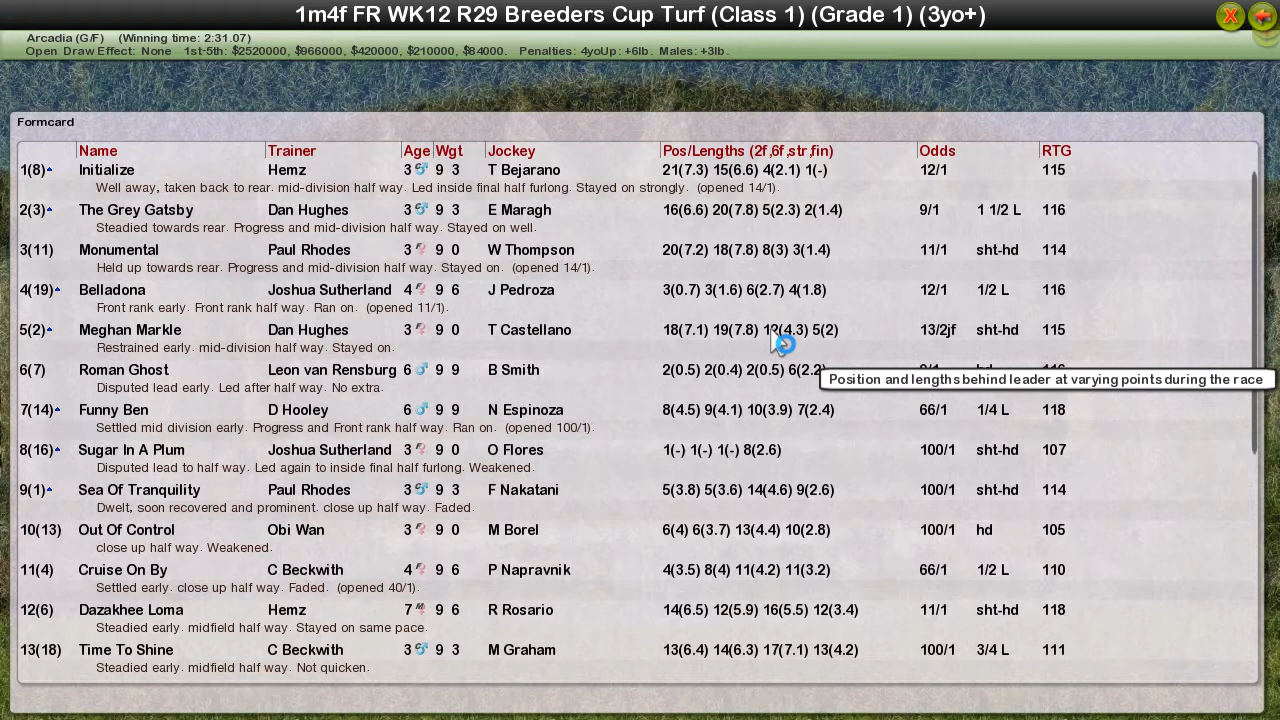 1m4f FR WK12 R29 Breeders Cup Turf (Class 1) (Grade 1) (3yo+)
Arcadia (G/F) (Winning time: 2:31.07)
Open Draw Effect: None 1st-5th: $2520000, $966000, $420000, $210000, $84000. Penalties: 4yoUp: +6lb. Males: +3lb.
Formcard
Name Trainer Age Wgt Jockey Pos/Lengths (2f,6f,str,fin) Odds RTG
1(8) Initialize Hemz 3 9 3 T Bejarano 21(7.3) 15(6.6) 4(2.1) 1(-) 12/1 115
Well away, taken back to rear. mid-division half way. Led inside final half furlong. Stayed on strongly. (opened 14/1).
2(3) The Grey Gatsby Dan Hughes 3 9 3 E Maragh 16(6.6) 20(7.8) 5(2.3) 2(1.4) 9/1 1 1/2 L 116
Steadied towards rear. Progress and mid-division half way. Stayed on well.
3(11) Monumental Paul Rhodes 3 9 0 W Thompson 20(7.2) 18(7.8) 8(3) 3(1.4) 11/1 sht-hd 114
Held up towards rear. Progress and mid-division half way. Stayed on. (opened 14/1).
4(19) Belladona Joshua Sutherland 4 9 6 J Pedroza 3(0.7) 3(1.6) 6(2.7) 4(1.8) 12/1 1/2 L 116
Front rank early. Front rank half way. Ran on. (opened 11/1).
5(2) Meghan Markle Dan Hughes 3 9 0 T Castellano 18(7.1) 19(7.8) 12(4.3) 5(2) 13/2jf sht-hd 115
Restrained early. mid-division half way. Stayed on.
6(7) Roman Ghost Leon van Rensburg 6 9 9 B Smith 2(0.5) 2(0.4) 2(0.5) 6(2.2)
Position and lengths behind leader at varying points during the race
Disputed lead early. Led after half way. No extra.
7(14) Funny Ben D Hooley 6 9 9 N Espinoza 8(4.5) 9(4.1) 10(3.9) 7(2.4) 66/1 1/4 L 118
Settled mid division early. Progress and Front rank half way. Ran on. (opened 100/1).
8(16) Sugar In A Plum Joshua Sutherland 3 9 0 O Flores 1(-) 1(-) 1(-) 8(2.6) 100/1 sht-hd 107
Disputed lead to half way. Led again to inside final half furlong. Weakened.
9(1) Sea Of Tranquility Paul Rhodes 3 9 3 F Nakatani 5(3.8) 5(3.6) 14(4.6) 9(2.6) 100/1 sht-hd 114
Dwelt, soon recovered and prominent. close up half way. Faded.
10(13) Out Of Control Obi Wan 3 9 0 M Borel 6(4) 6(3.7) 13(4.4) 10(2.8) 100/1 hd 105
close up half way. Weakened.
11(4) Cruise On By C Beckwith 4 9 6 P Napravnik 4(3.5) 8(4) 11(4.2) 11(3.2) 66/1 1/2 L 110
Settled early. close up half way. Faded. (opened 40/1).
12(6) Dazakhee Loma Hemz 7 9 6 R Rosario 14(6.5) 12(5.9) 16(5.5) 12(3.4) 11/1 sht-hd 118
Steadied early. midfield half way. Stayed on same pace.
13(18) Time To Shine C Beckwith 3 9 3 M Graham 13(6.4) 14(6.3) 17(7.1) 13(4.2) 100/1 3/4 L 111
Steadied early. midfield half way. Not quicken.